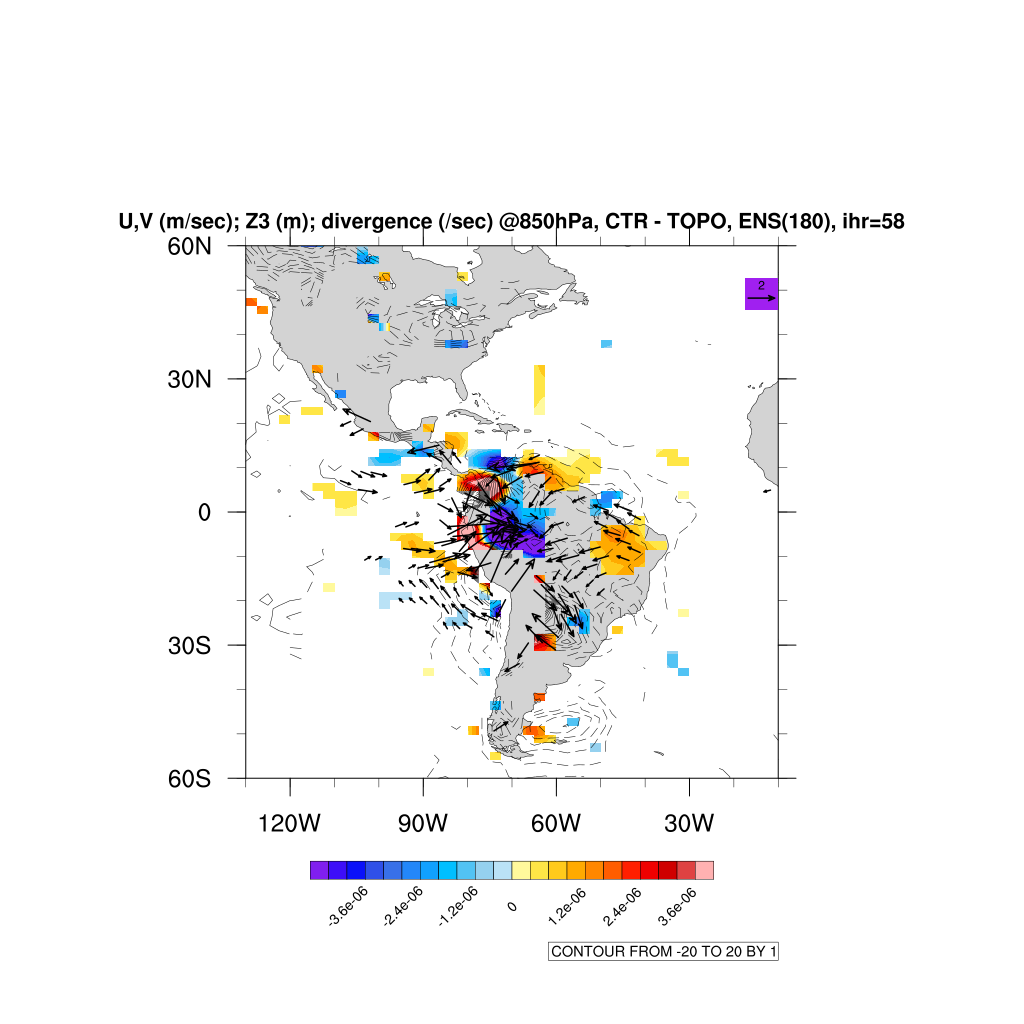 U,V (m/sec); Z3 (m); divergence (/sec) @850hPa, CTR - TOPO, ENS(180), ihr=58
60N
2
30N
0
30S
60S
120W 90W 60W 30W
-3.6e-06 -2.4e-06 -1.2e-06 0 1.2e-06 2.4e-06 3.6e-06
CONTOUR FROM -20 TO 20 BY 1